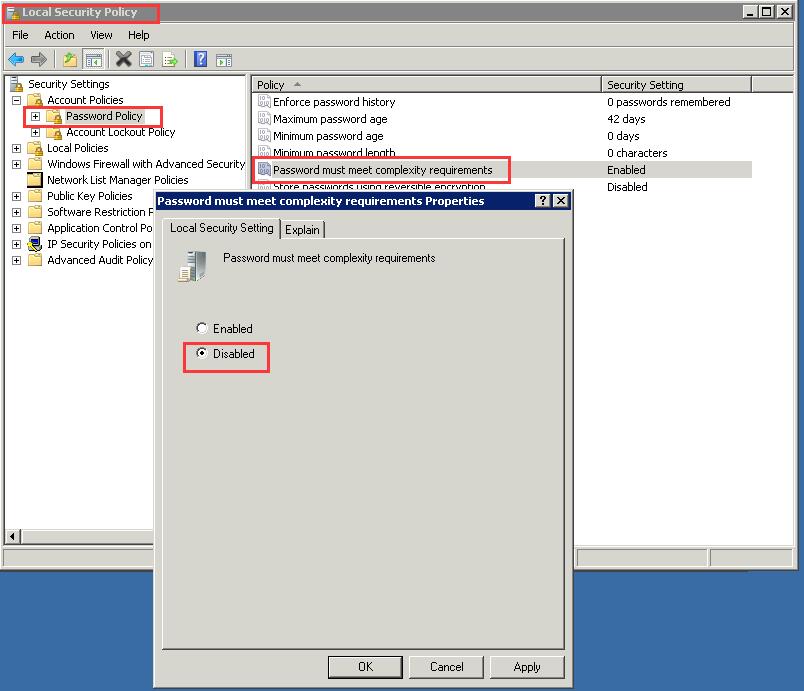 Local Security Policy
File Action View Help
Security Settings
Account Policies
Password Policy
Account Lockout Policy
Local Policies
Windows Firewall with Advanced Security
Network List Manager Policies
Public Key Policies
Software Restriction
Application Control Po
IP Security Policies on
Advanced Audit Policy
Policy Security Setting
Enforce password history 0 passwords remembered
Maximum password age 42 days
Minimum password age 0 days
Minimum password length 0 characters
Password must meet complexity requirements Enabled
Store passwords using reversible encryption Disabled
Password must meet complexity requirements Properties
Local Security Setting Explain
Password must meet complexity requirements
Enabled
Disabled
OK Cancel Apply